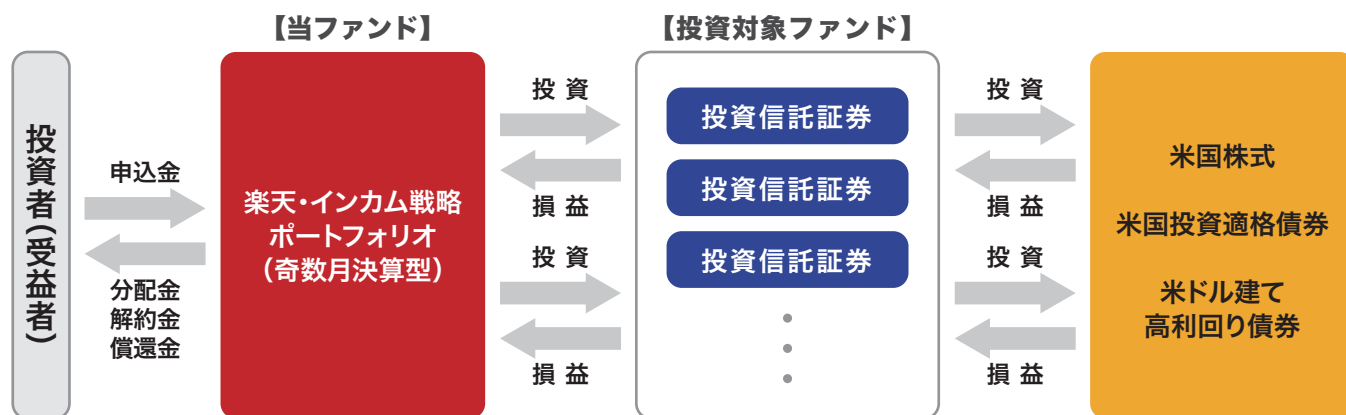 【当ファンド】
【投資対象ファンド】
投資者(受益者)
申込金
分配金
解約金
償還金
楽天・インカム戦略
ポートフォリオ
(奇数月決算型)
投資
損益
投資
損益
投資信託証券
投資信託証券
投資信託証券
投資
損益
投資
損益
米国株式
米国投資適格債券
米ドル建て
高利回り債券